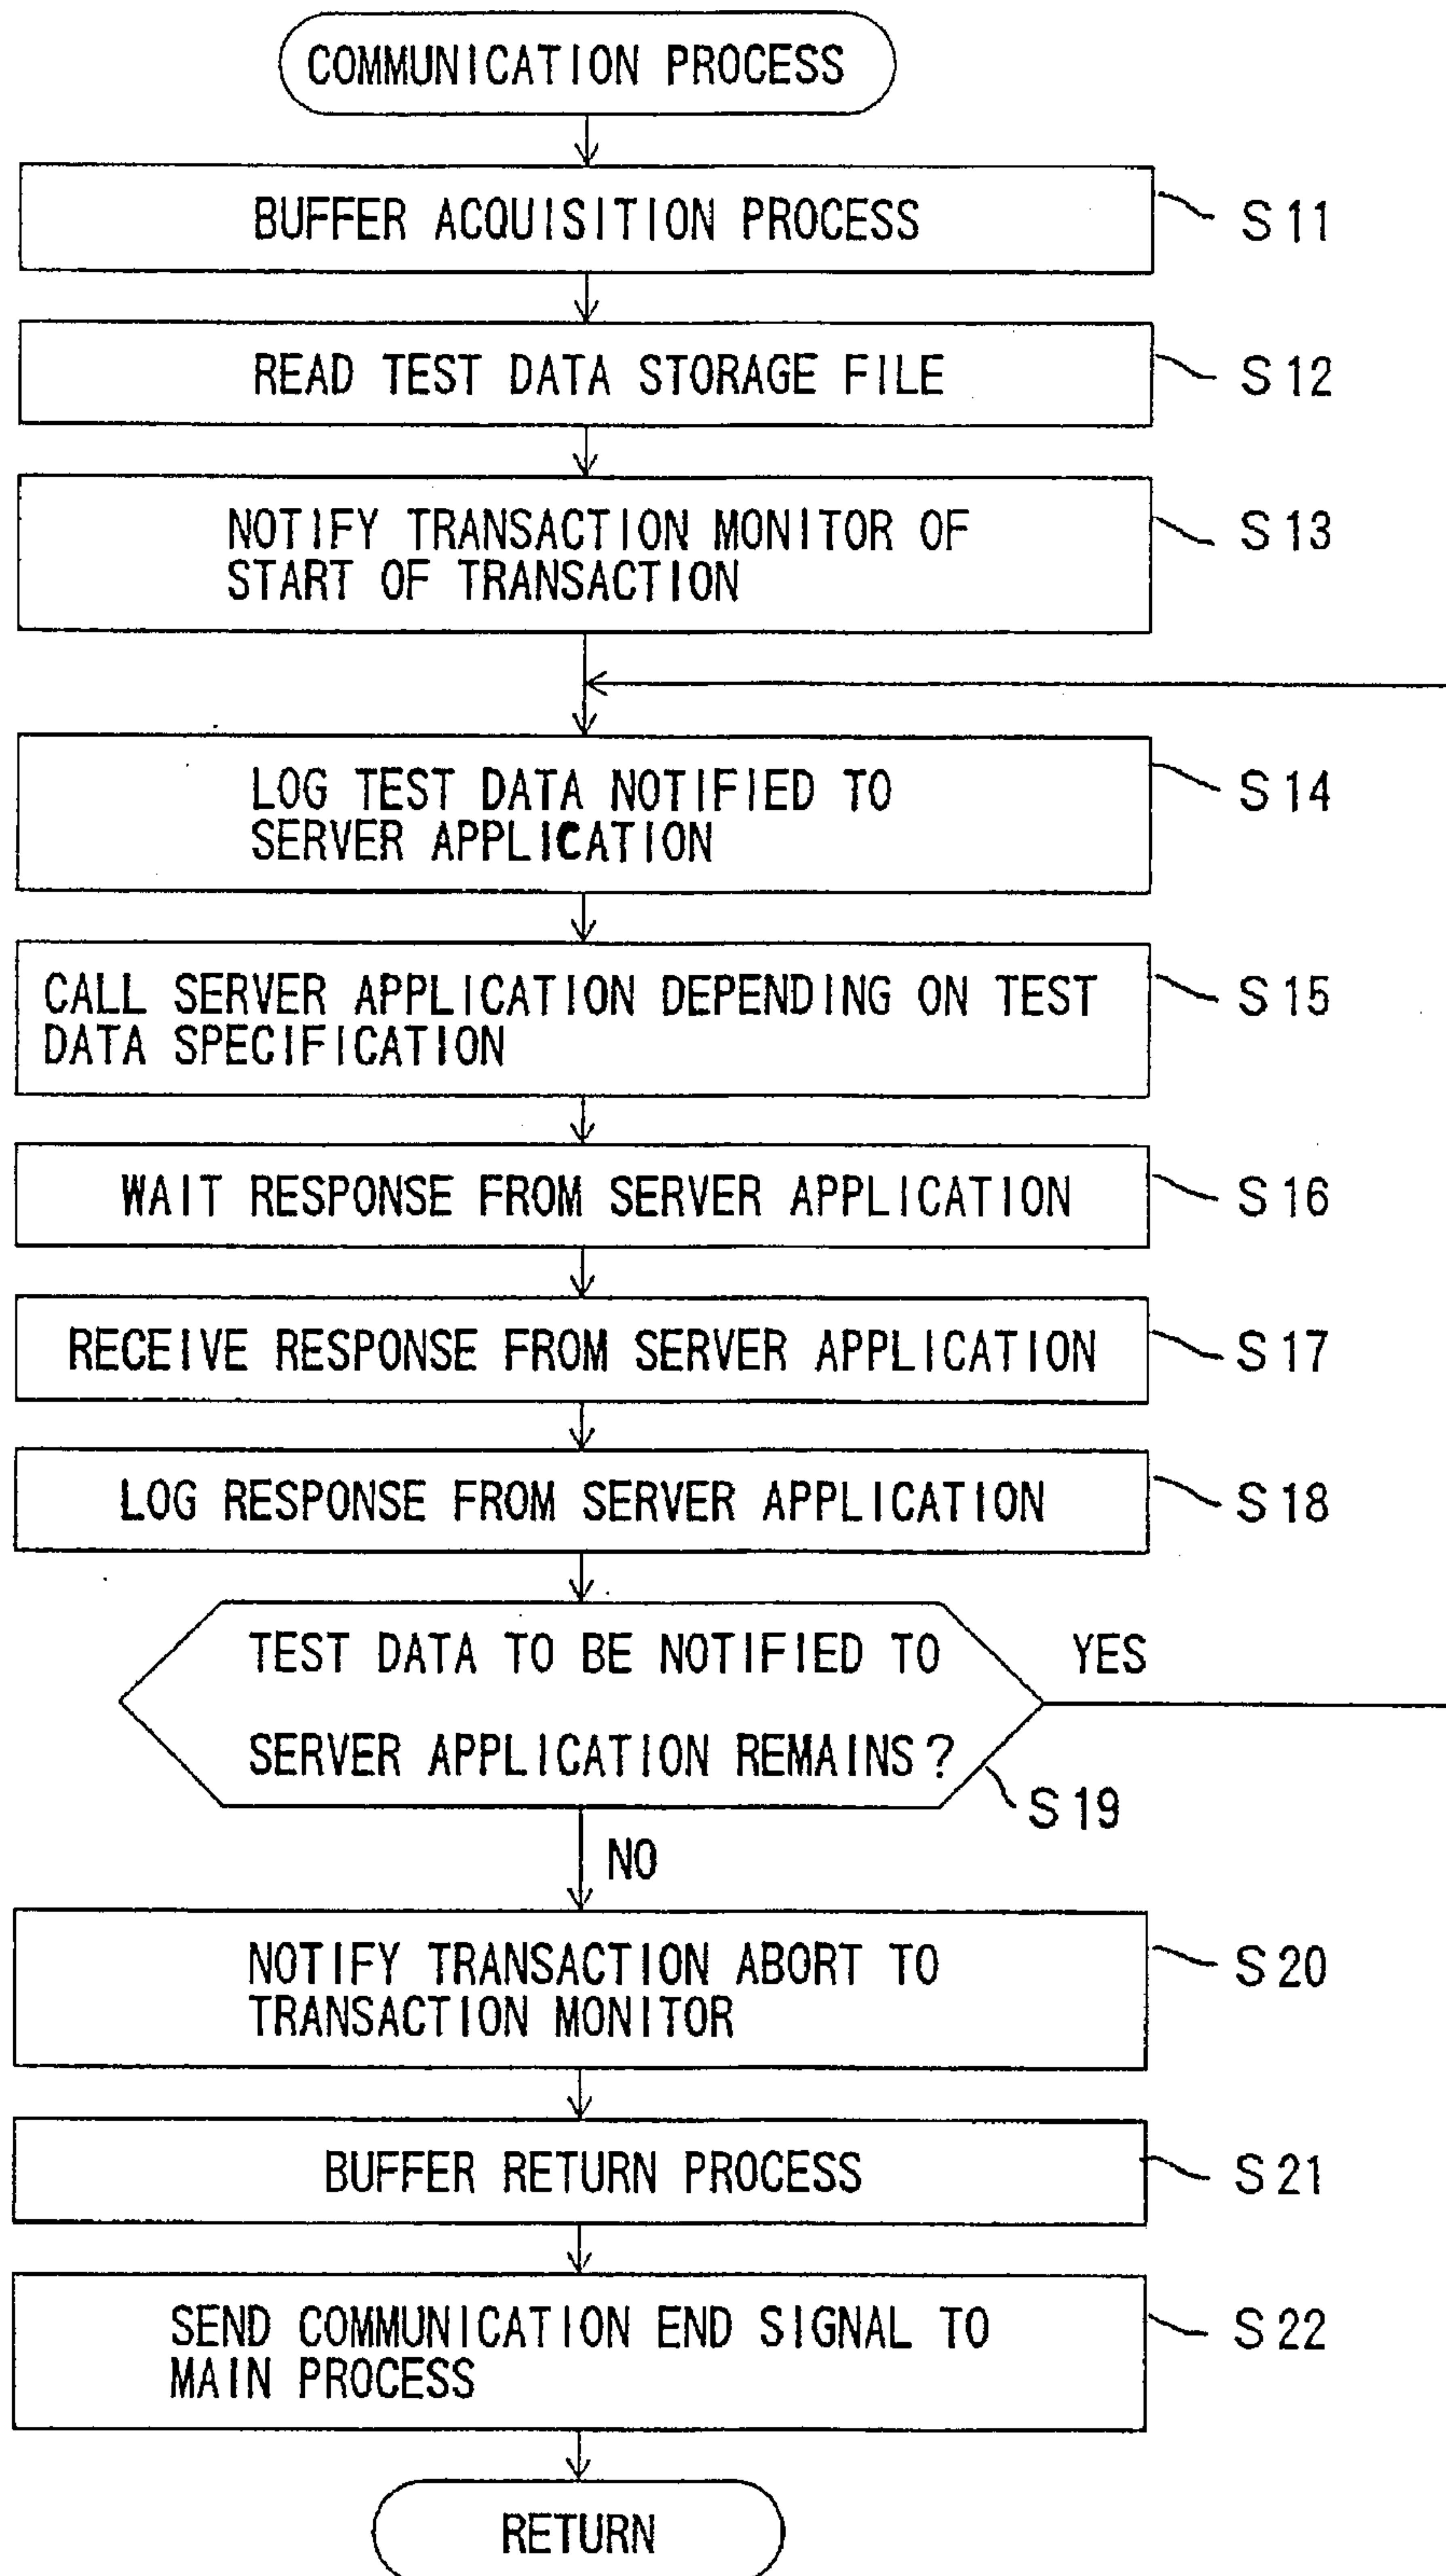 COMMUNICATION PROCESS
BUFFER ACQUISITION PROCESS
S11
READ TEST DATA STORAGE FILE
S12
NOTIFY TRANSACTION MONITOR OF
START OF TRANSACTION
S13
LOG TEST DATA NOTIFIED TO
SERVER APPLICATION
S14
CALL SERVER APPLICATION DEPENDING ON TEST
DATA SPECIFICATION
S15
WAIT RESPONSE FROM SERVER APPLICATION
S16
RECEIVE RESPONSE FROM SERVER APPLICATION
S17
LOG RESPONSE FROM SERVER APPLICATION
S18
TEST DATA TO BE NOTIFIED TO
SERVER APPLICATION REMAINS?
YES
S19
NO
NOTIFY TRANSACTION ABORT TO
TRANSACTION MONITOR
S20
BUFFER RETURN PROCESS
S21
SEND COMMUNICATION END SIGNAL TO
MAIN PROCESS
S22
RETURN